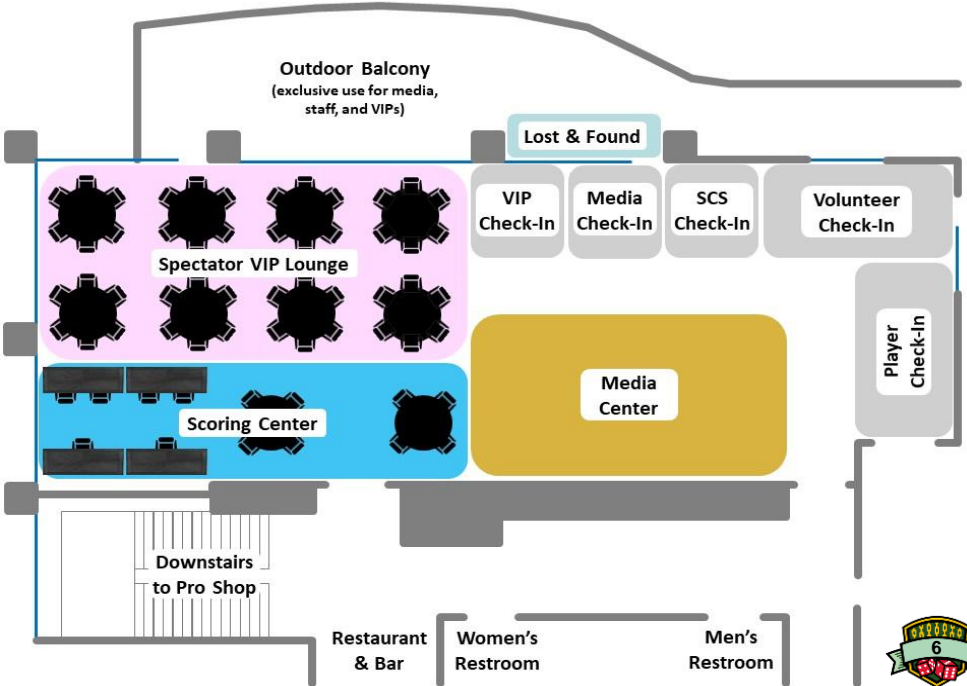 Outdoor Balcony
(exclusive use for media,
staff, and VIPs)
Lost & Found
VIP
Check-In
Media
Check-In
SCS
Check-In
Volunteer
Check-In
Spectator VIP Lounge
Player
Check-In
Media
Center
Scoring Center
Downstairs
to Pro Shop
Restaurant
& Bar
Women's
Restroom
Men's
Restroom
6